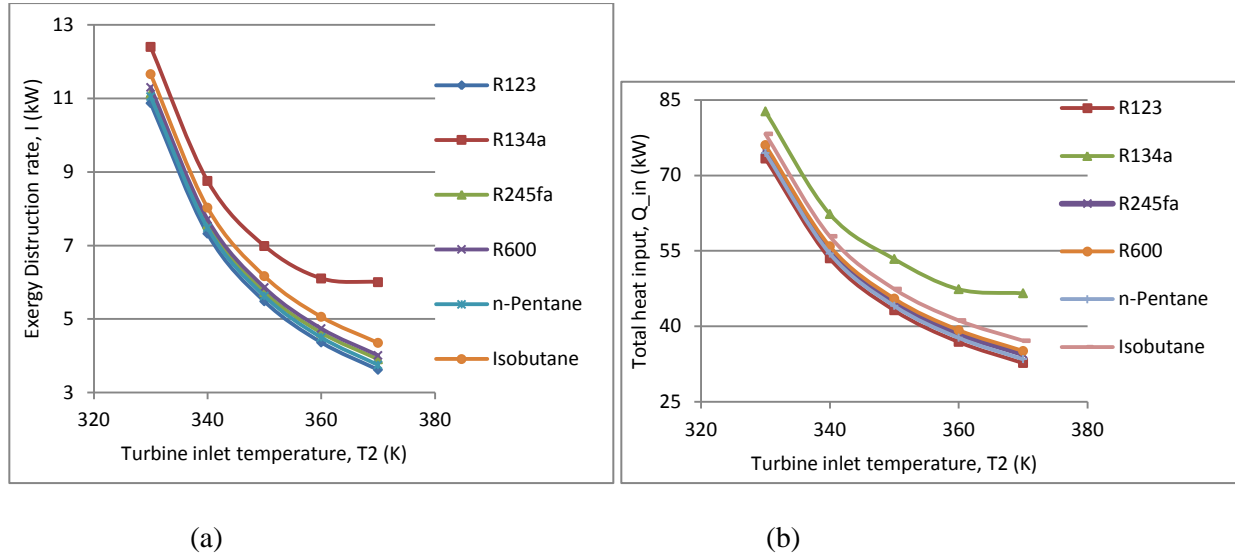 Exergy Distruction rate, I (kW)
13
11
9
7
5
3
320
340
360
380
Turbine inlet temperature, T2 (K)
R123
R134a
R245fa
R600
n-Pentane
Isobutane
(a)
Total heat input, Q_in (kW)
85
70
55
40
25
320
340
360
380
Turbine inlet temperature, T2 (K)
R123
R134a
R245fa
R600
n-Pentane
Isobutane
(b)